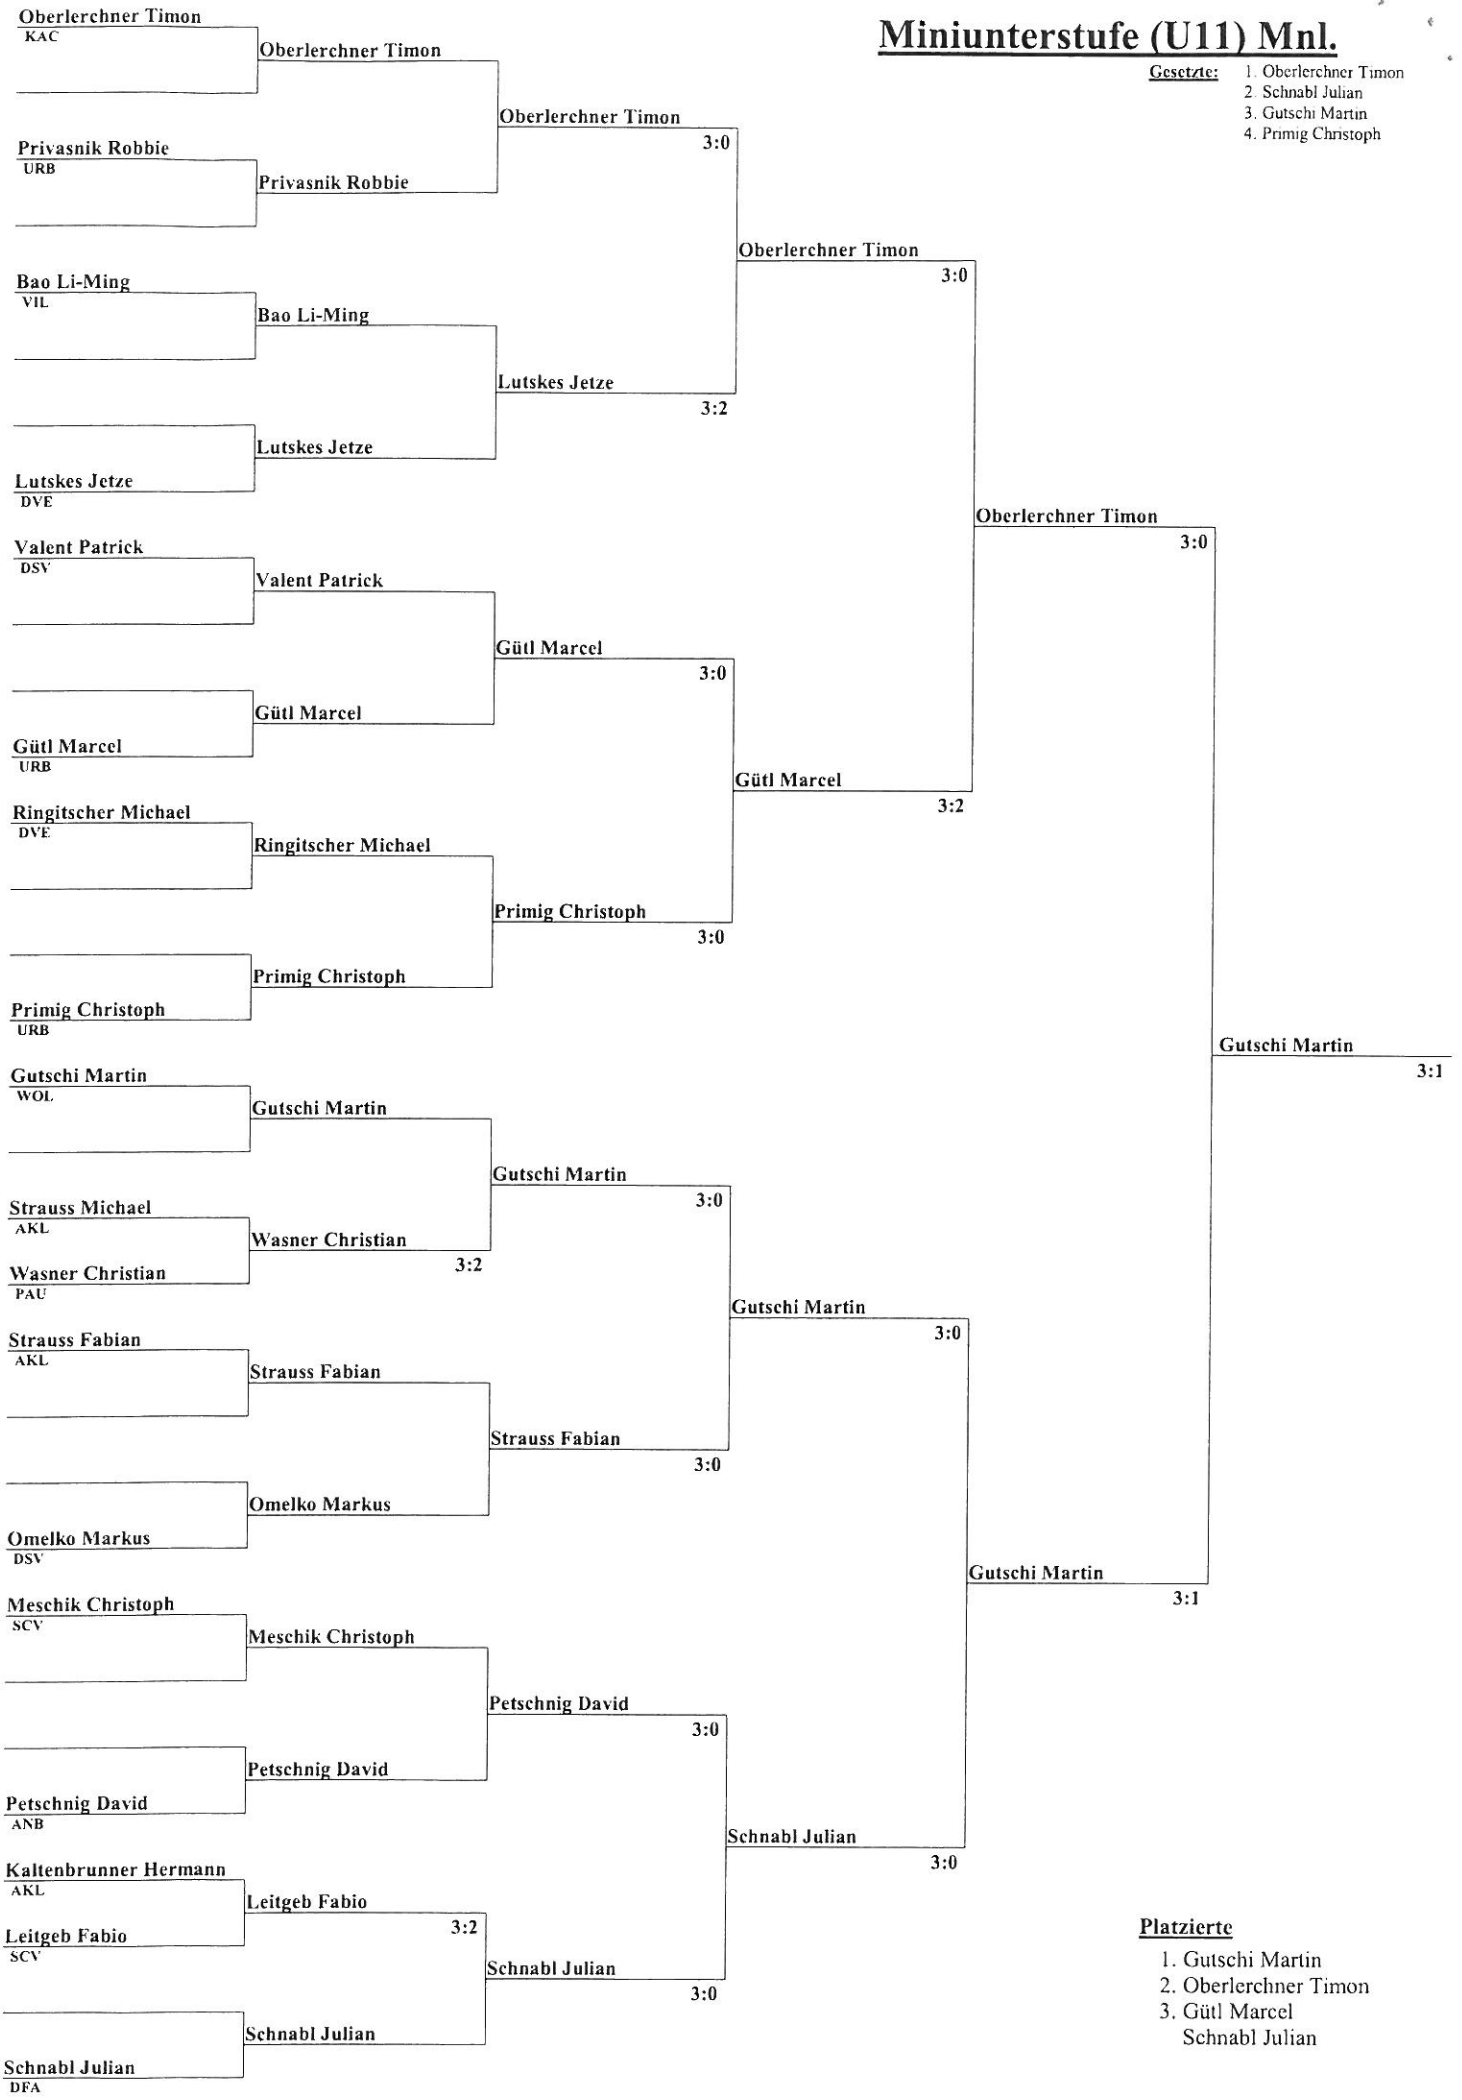 Miniunterstufe (U11) Mnl.
Gesetzte: 1. Oberlerchner Timon
2. Schnabl Julian
3. Gutschi Martin
4. Primig Christoph
Oberlerchner Timon
KAC
Privasnik Robbie
URB
Bao Li-Ming
VIL
Lutskes Jetze
DVE
Valent Patrick
DSV
Gütl Marcel
URB
Ringitscher Michael
DVE
Primig Christoph
URB
Gutschi Martin
WOL
Strauss Michael
AKL
Wasner Christian
PAU
Strauss Fabian
AKL
Omelko Markus
DSV
Meschik Christoph
SCV
Petschnig David
ANB
Kaltenbrunner Hermann
AKL
Leitgeb Fabio
SCV
Schnabl Julian
DFA
Oberlerchner Timon
Privasnik Robbie
Bao Li-Ming
Lutskes Jetze
Valent Patrick
Gütl Marcel
Ringitscher Michael
Primig Christoph
Gutschi Martin
Wasner Christian
3:2
Strauss Fabian
Omelko Markus
Meschik Christoph
Petschnig David
Leitgeb Fabio
3:2
Schnabl Julian
Oberlerchner Timon
3:0
Lutskes Jetze
3:2
Gütl Marcel
3:0
Primig Christoph
3:0
Gutschi Martin
3:0
Strauss Fabian
3:0
Petschnig David
3:0
Schnabl Julian
3:0
Oberlerchner Timon
3:0
Gütl Marcel
3:2
Gutschi Martin
3:0
Schnabl Julian
3:0
Oberlerchner Timon
3:0
Gutschi Martin
3:1
Gutschi Martin
3:1
Platzierte
1. Gutschi Martin
2. Oberlerchner Timon
3. Gütl Marcel
Schnabl Julian